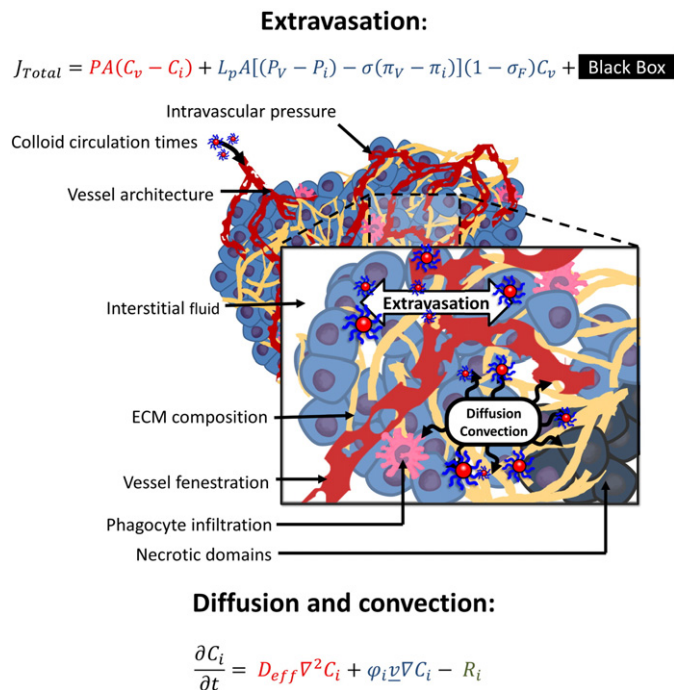 Extravasation:
J_Total = PA(C_v − C_i) + L_pA[(P_V − P_i) − σ(π_V − π_i)](1 − σ_F)C_v + Black Box
Intravascular pressure
Colloid circulation times
Vessel architecture
Extravasation
Interstitial fluid
Diffusion
Convection
ECM composition
Vessel fenestration
Phagocyte infiltration
Necrotic domains
Diffusion and convection:
∂C_i/∂t = D_eff∇²C_i + φ_i v̲∇C_i − R_i